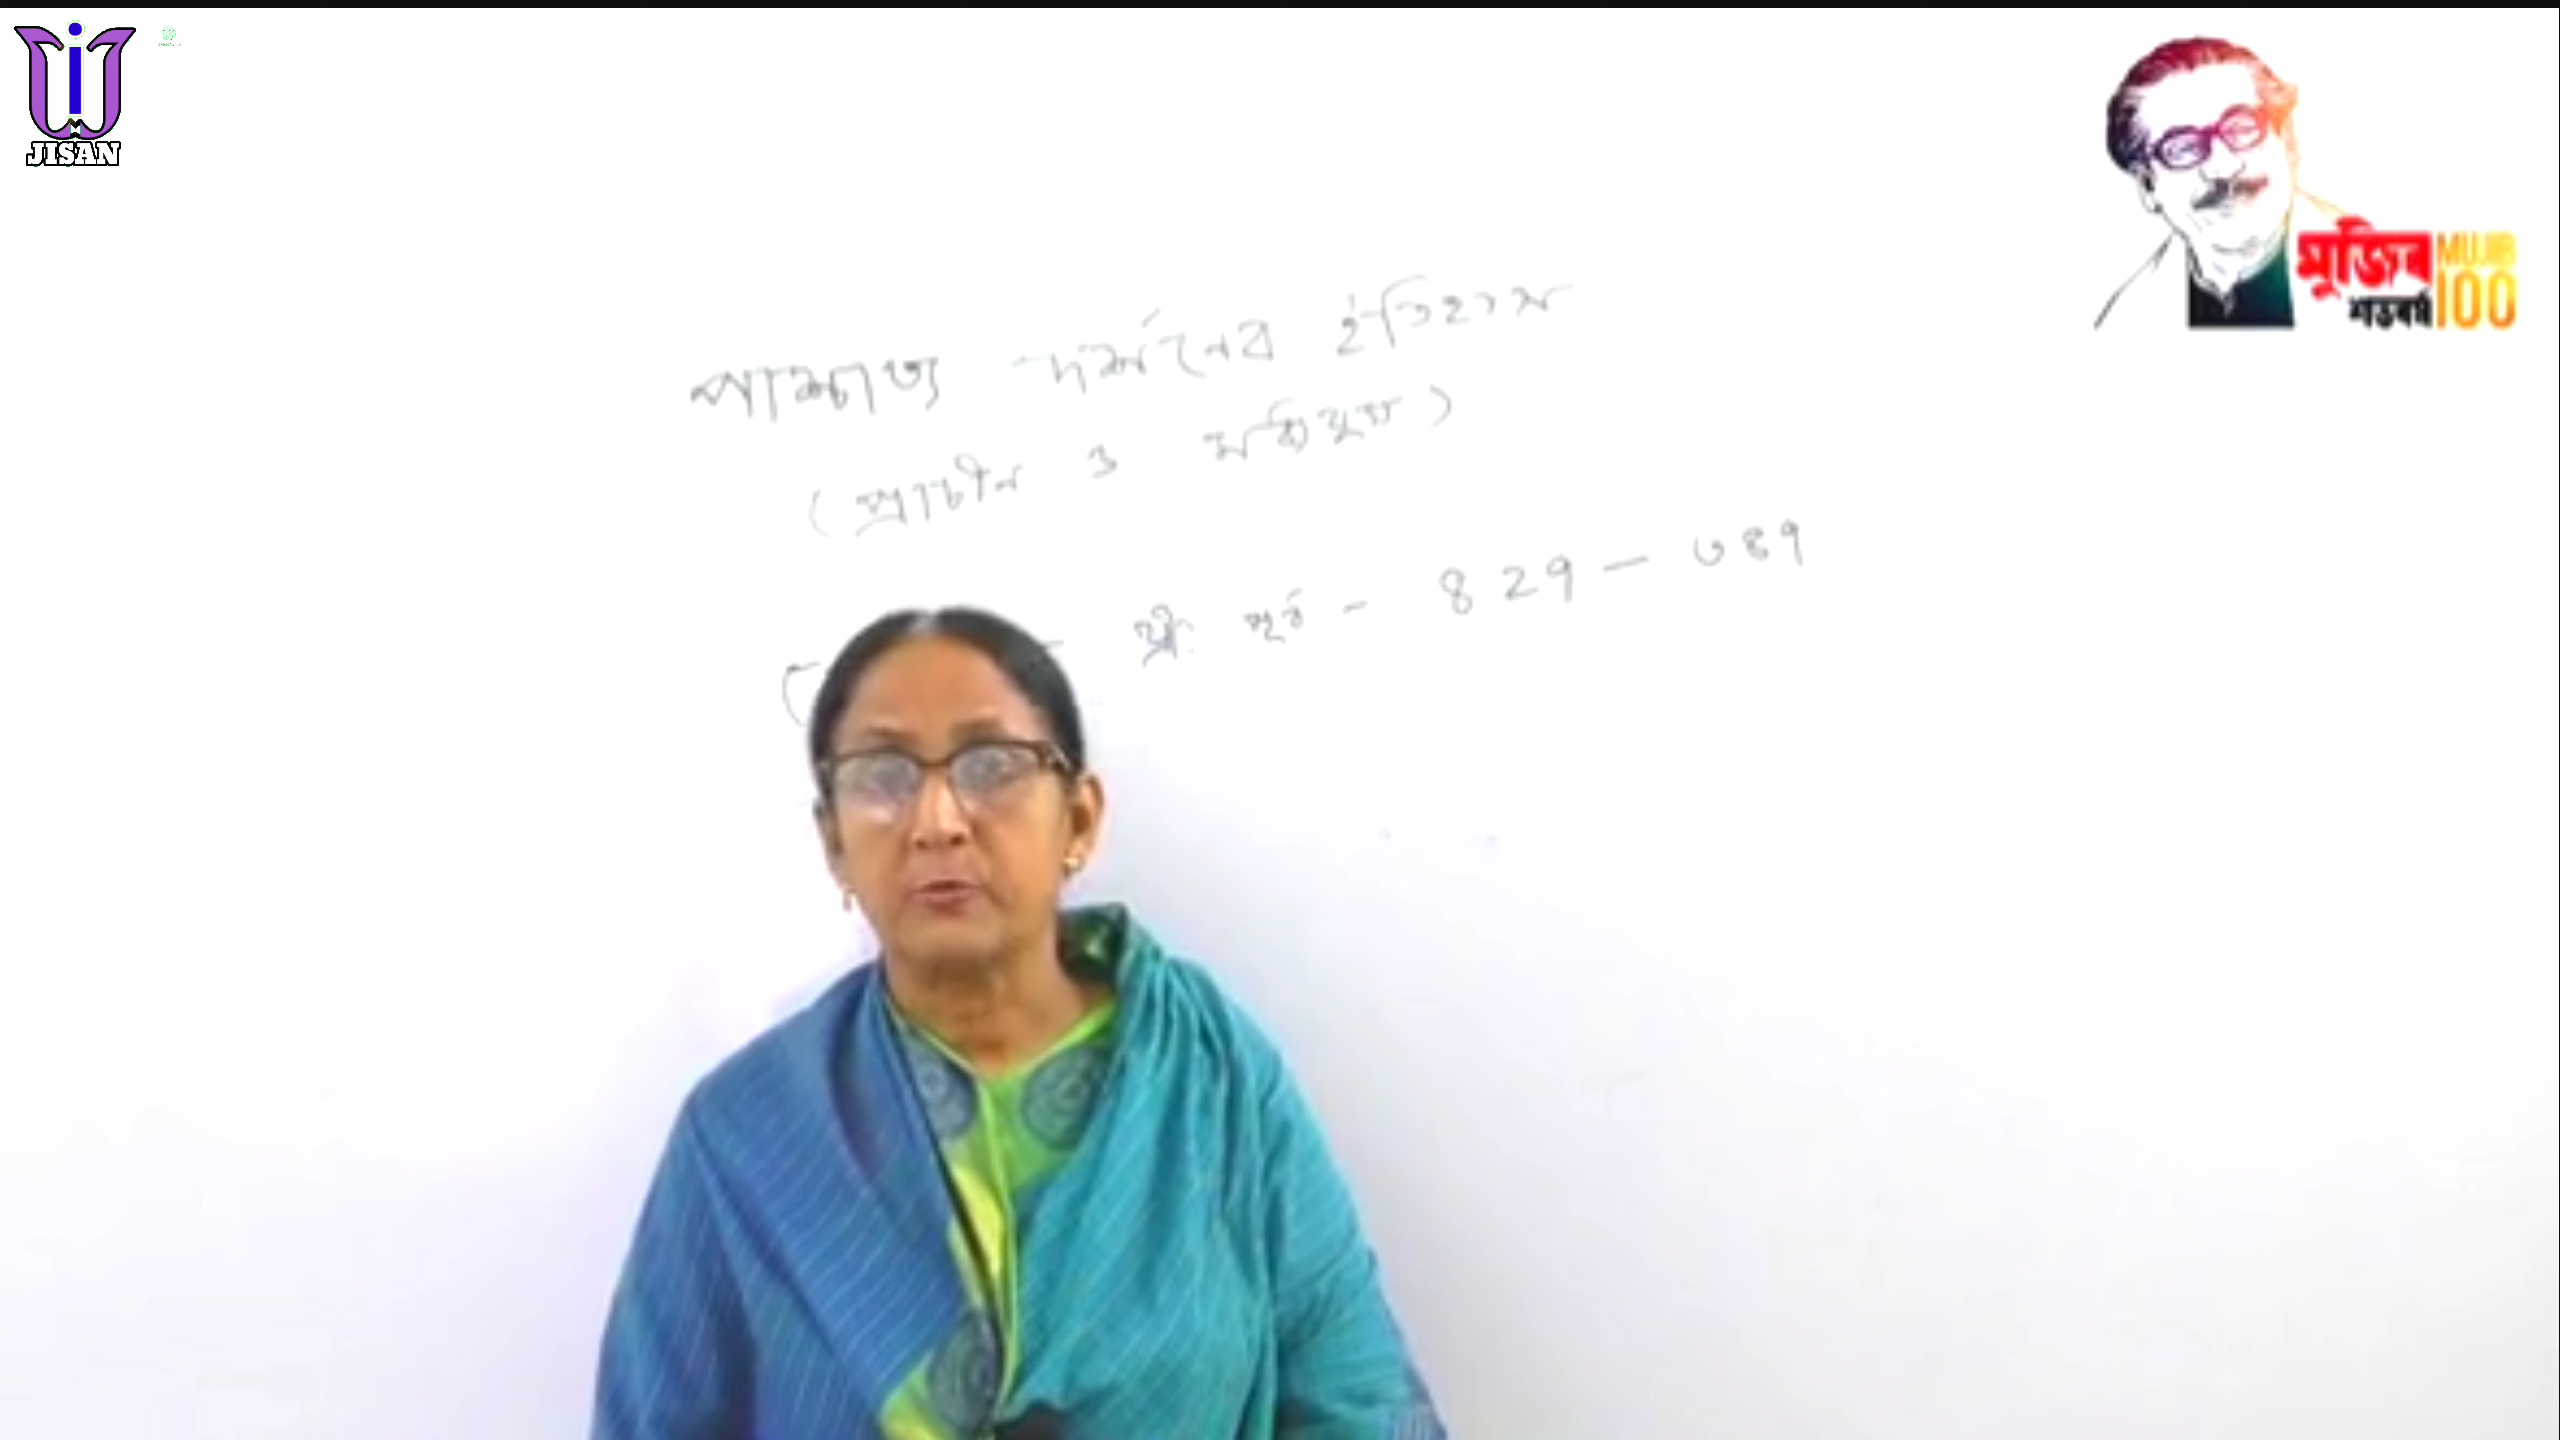 JISAN
মুজিব MUJIB
শতবর্ষ 100
পাশ্চাত্য দর্শনের ইতিহাস
(প্রাচীন ও মধ্যযুগ)
খ্রীঃ পূর্ব - ৪২৭ — ৩৪৭